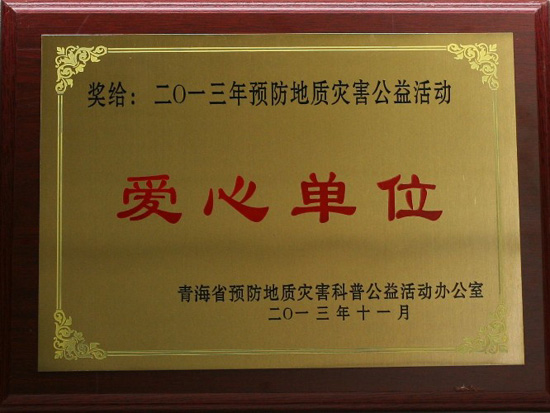 奖给：二〇一三年预防地质灾害公益活动
爱心单位
青海省预防地质灾害科普公益活动办公室
二〇一三年十一月